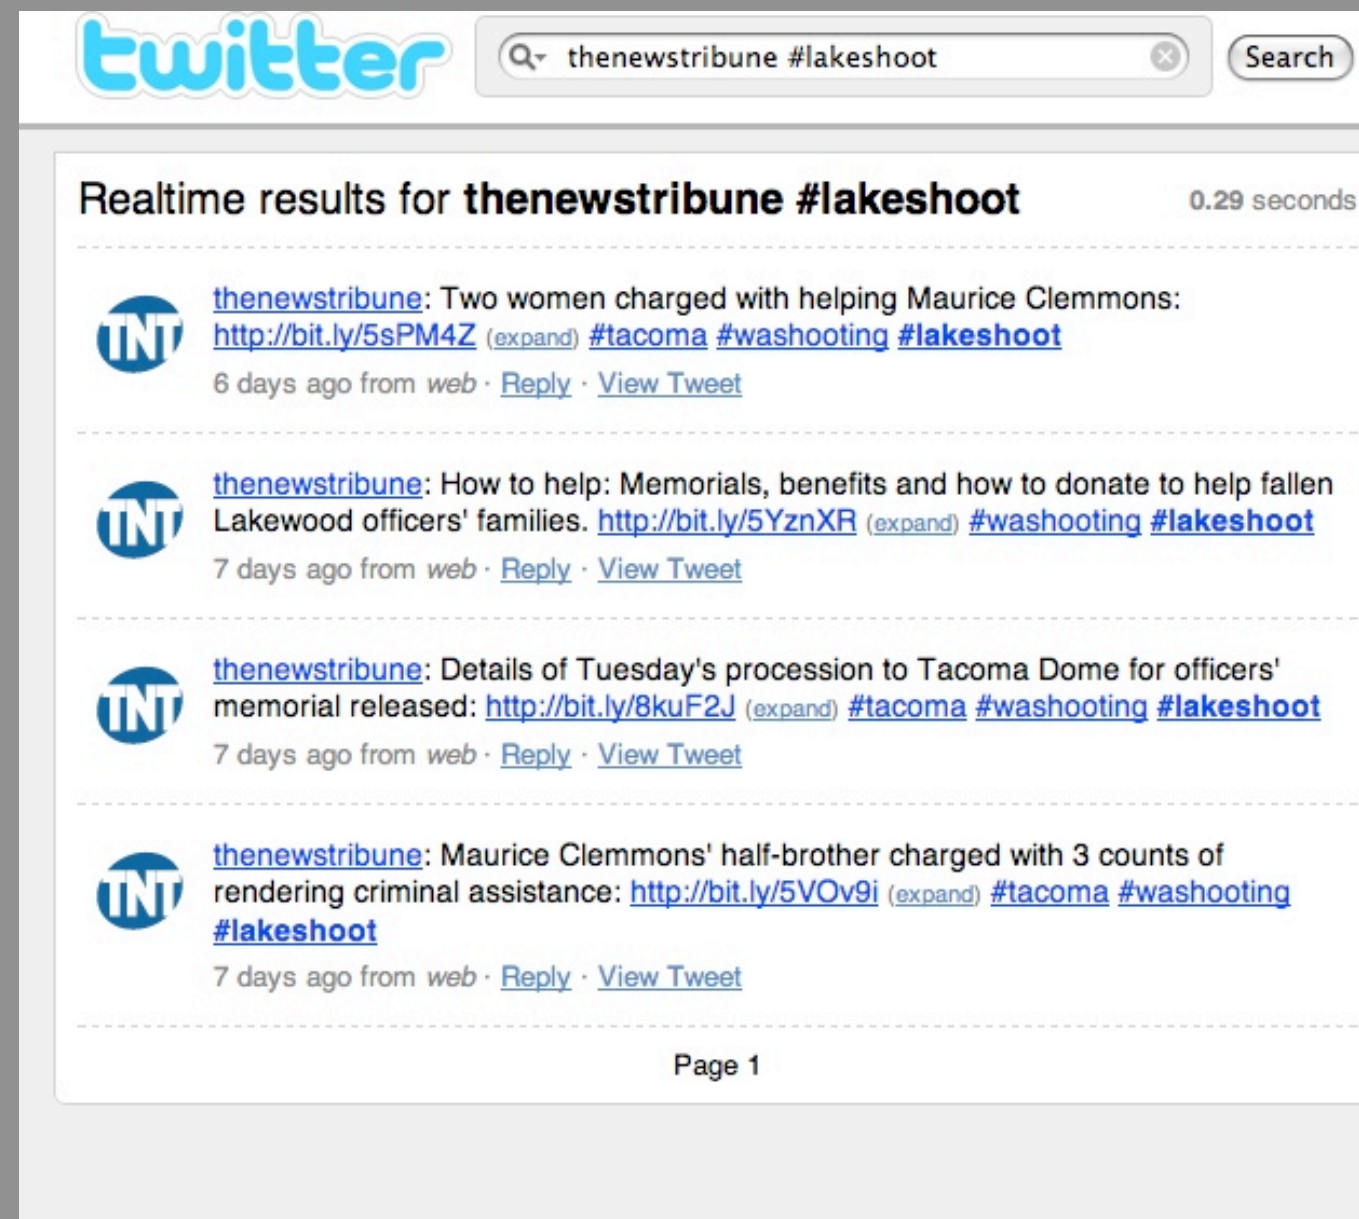 twitter
thenewstribune #lakeshoot
Search
Realtime results for thenewstribune #lakeshoot
0.29 seconds
TNT
thenewstribune: Two women charged with helping Maurice Clemmons:
http://bit.ly/5sPM4Z (expand) #tacoma #washooting #lakeshoot
6 days ago from web · Reply · View Tweet
TNT
thenewstribune: How to help: Memorials, benefits and how to donate to help fallen
Lakewood officers' families. http://bit.ly/5YznXR (expand) #washooting #lakeshoot
7 days ago from web · Reply · View Tweet
TNT
thenewstribune: Details of Tuesday's procession to Tacoma Dome for officers'
memorial released: http://bit.ly/8kuF2J (expand) #tacoma #washooting #lakeshoot
7 days ago from web · Reply · View Tweet
TNT
thenewstribune: Maurice Clemmons' half-brother charged with 3 counts of
rendering criminal assistance: http://bit.ly/5VOv9i (expand) #tacoma #washooting
#lakeshoot
7 days ago from web · Reply · View Tweet
Page 1